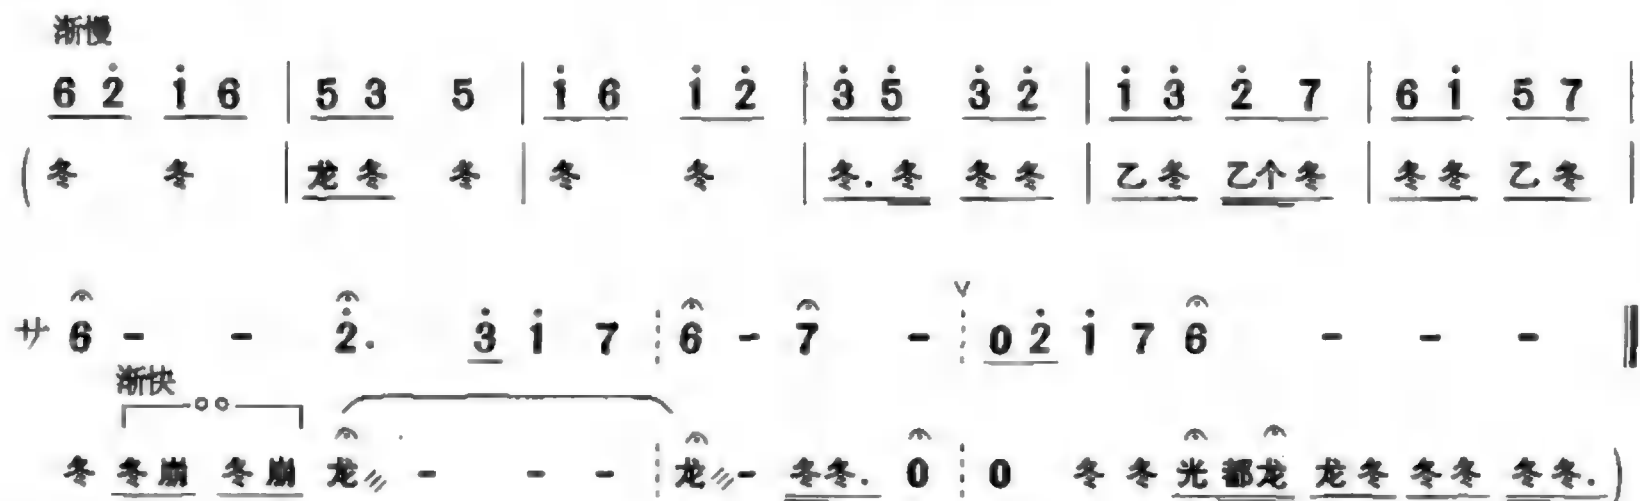 渐慢
6 2̇ 1̇ 6 | 5 3 5 | 1̇ 6 1̇ 2̇ | 3̇ 5̇ 3̇ 2̇ | 1̇ 3̇ 2̇ 7 | 6 1̇ 5 7 |
( 冬 冬 | 龙 冬 冬 | 冬 冬 | 冬. 冬 冬 冬 | 乙 冬 乙个冬 | 冬 冬 乙 冬 |
サ 6 - - 2̇. 3̇ 1̇ 7 ┊ 6 - 7 - ┊ 0 2̇ 1̇ 7 6 - - - ‖
渐快
冬 冬崩 冬崩 龙 - - - ┊ 龙 - 冬冬. 0 ┊ 0 冬 冬 光 都龙 龙冬 冬冬 冬冬. )